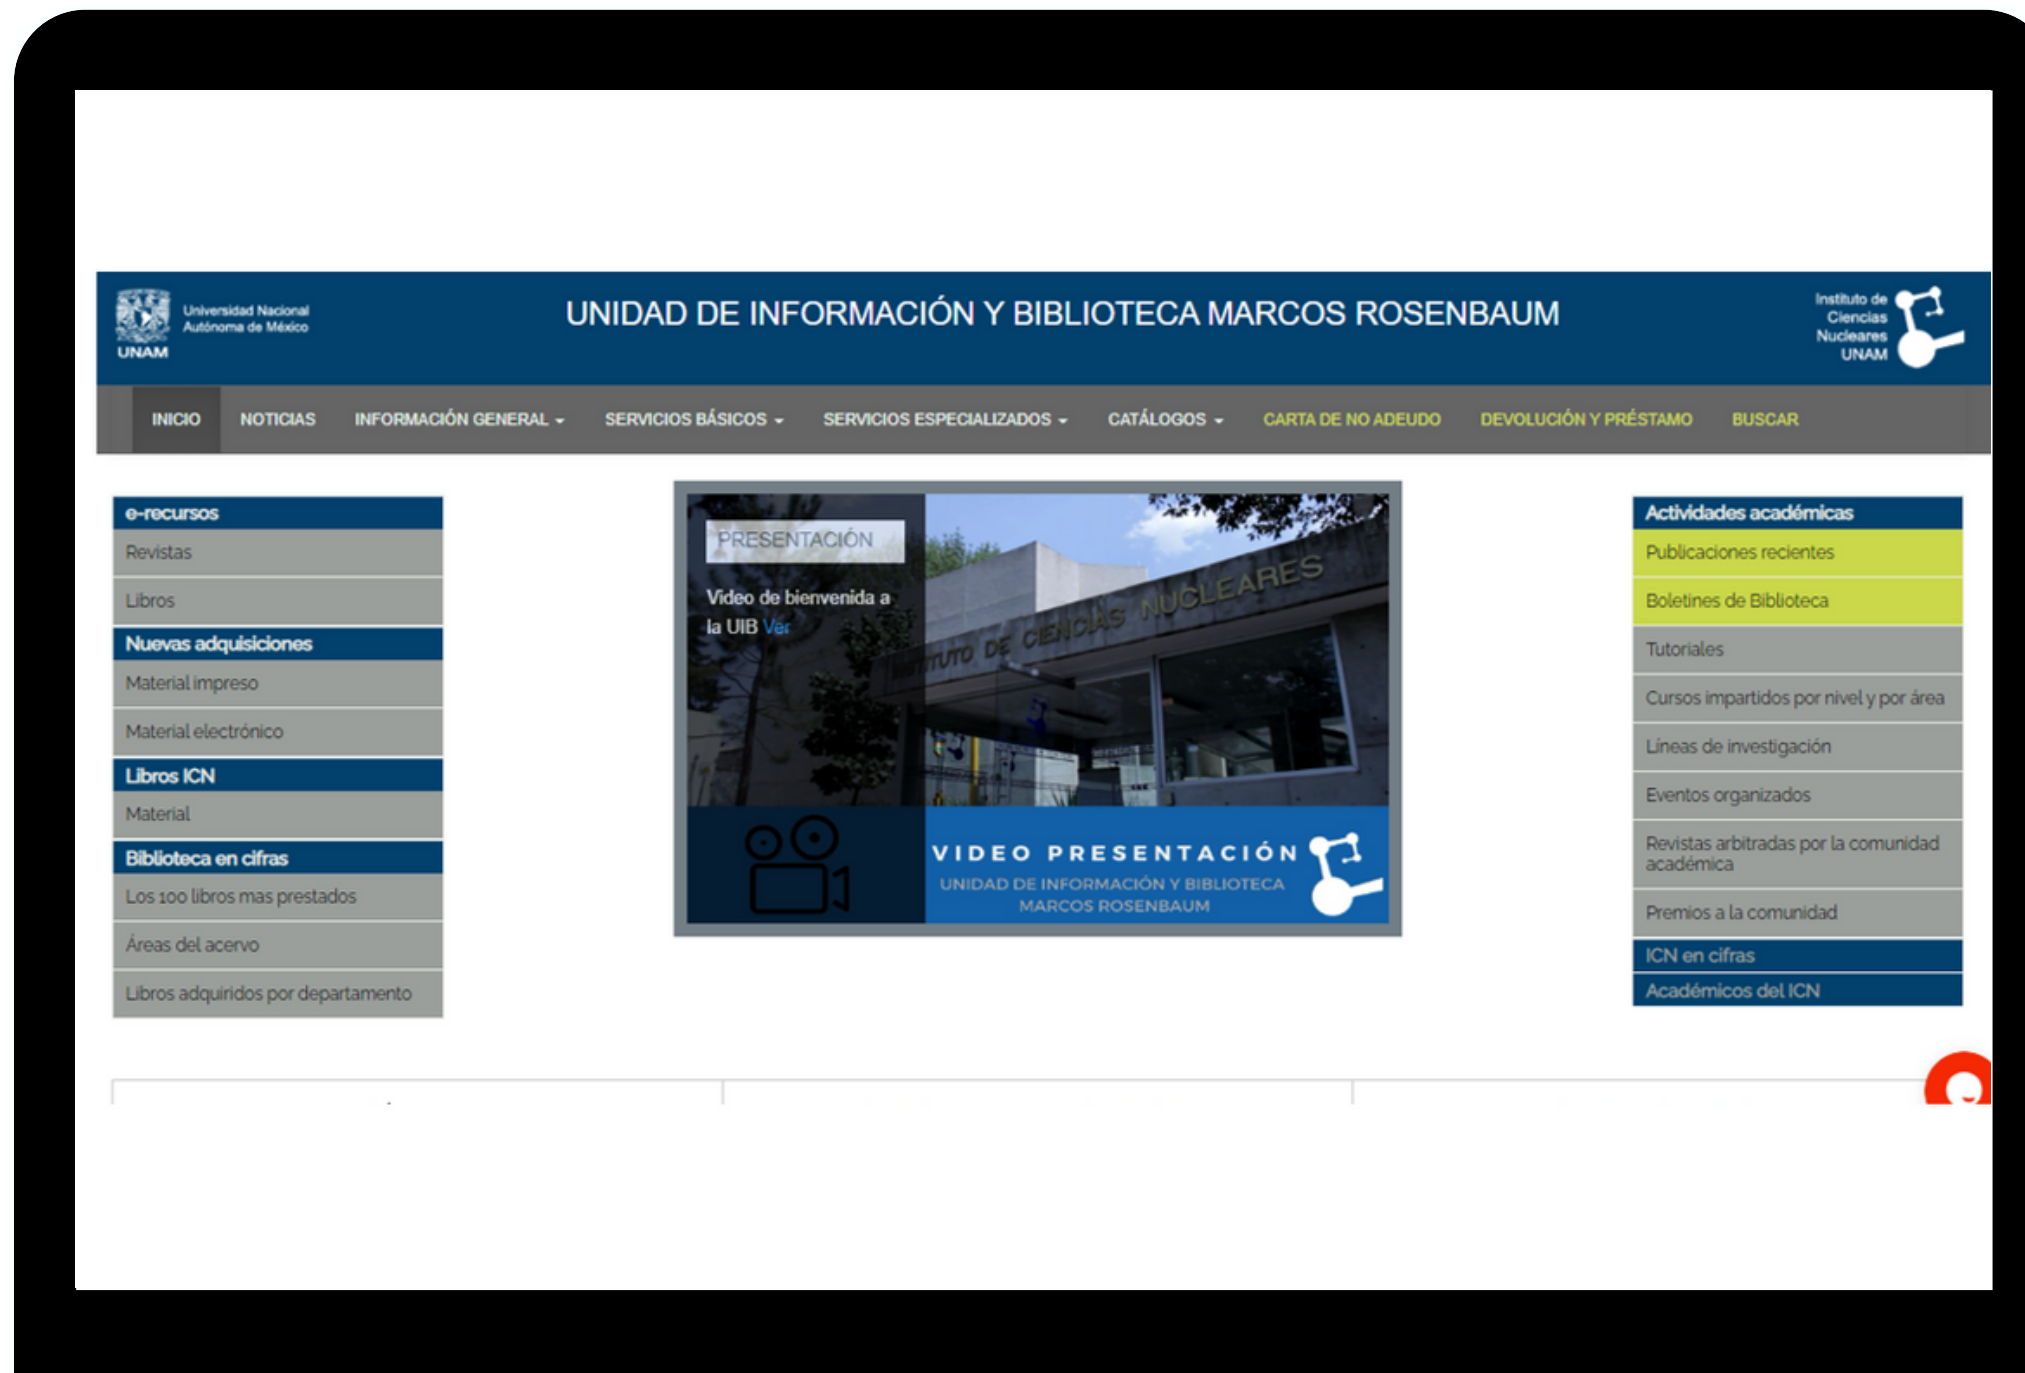 UNAM
Universidad Nacional
Autónoma de México
UNIDAD DE INFORMACIÓN Y BIBLIOTECA MARCOS ROSENBAUM
Instituto de
Ciencias
Nucleares
UNAM
INICIO NOTICIAS INFORMACIÓN GENERAL SERVICIOS BÁSICOS SERVICIOS ESPECIALIZADOS CATÁLOGOS CARTA DE NO ADEUDO DEVOLUCIÓN Y PRÉSTAMO BUSCAR
e-recursos
Revistas
Libros
Nuevas adquisiciones
Material impreso
Material electrónico
Libros ICN
Material
Biblioteca en cifras
Los 100 libros mas prestados
Áreas del acervo
Libros adquiridos por departamento
PRESENTACIÓN
Video de bienvenida a
la UIB Ver
INSTITUTO DE CIENCIAS NUCLEARES
VIDEO PRESENTACIÓN
UNIDAD DE INFORMACIÓN Y BIBLIOTECA
MARCOS ROSENBAUM
Actividades académicas
Publicaciones recientes
Boletines de Biblioteca
Tutoriales
Cursos impartidos por nivel y por área
Líneas de investigación
Eventos organizados
Revistas arbitradas por la comunidad
académica
Premios a la comunidad
ICN en cifras
Académicos del ICN